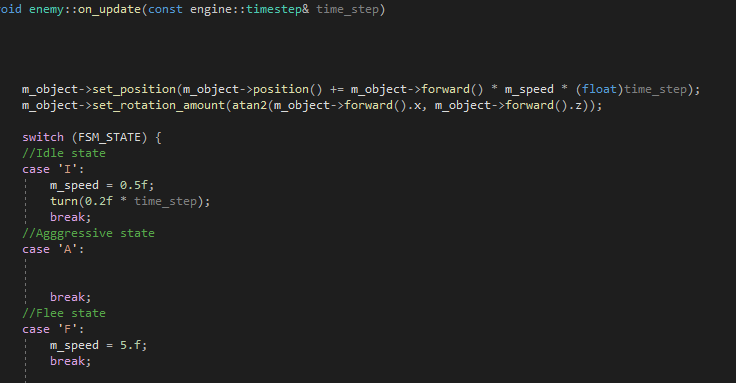 oid enemy::on_update(const engine::timestep& time_step)
m_object->set_position(m_object->position() += m_object->forward() * m_speed * (float)time_step);
m_object->set_rotation_amount(atan2(m_object->forward().x, m_object->forward().z));
switch (FSM_STATE) {
//Idle state
case 'I':
m_speed = 0.5f;
turn(0.2f * time_step);
break;
//Agggressive state
case 'A':
break;
//Flee state
case 'F':
m_speed = 5.f;
break;